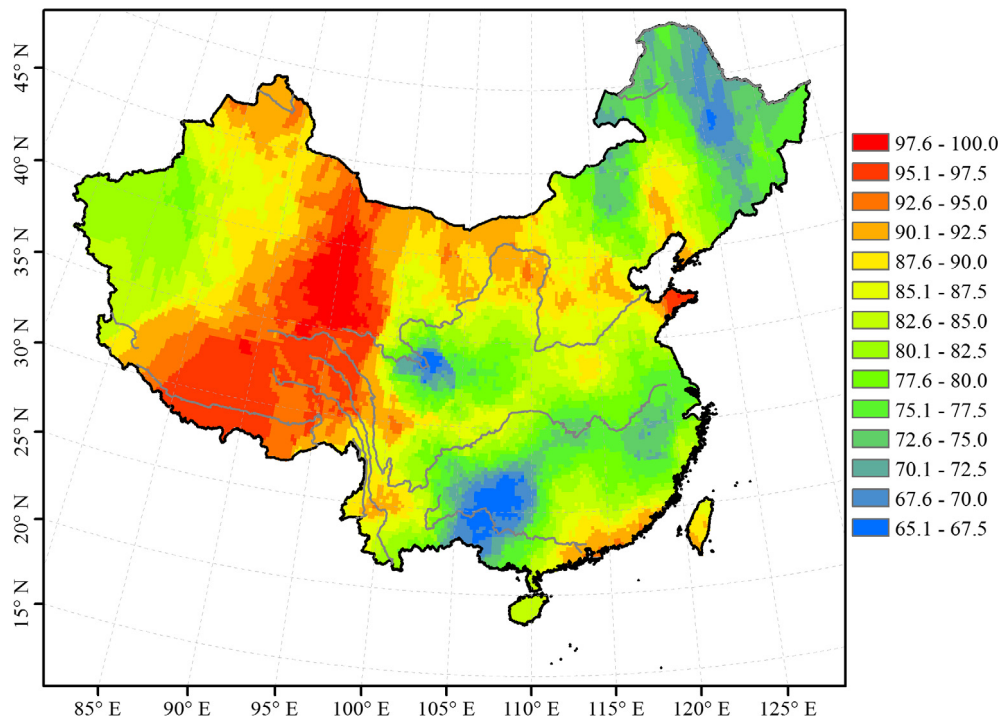 45° N
40° N
35° N
30° N
25° N
20° N
15° N
97.6 - 100.0
95.1 - 97.5
92.6 - 95.0
90.1 - 92.5
87.6 - 90.0
85.1 - 87.5
82.6 - 85.0
80.1 - 82.5
77.6 - 80.0
75.1 - 77.5
72.6 - 75.0
70.1 - 72.5
67.6 - 70.0
65.1 - 67.5
85° E 90° E 95° E 100° E 105° E 110° E 115° E 120° E 125° E